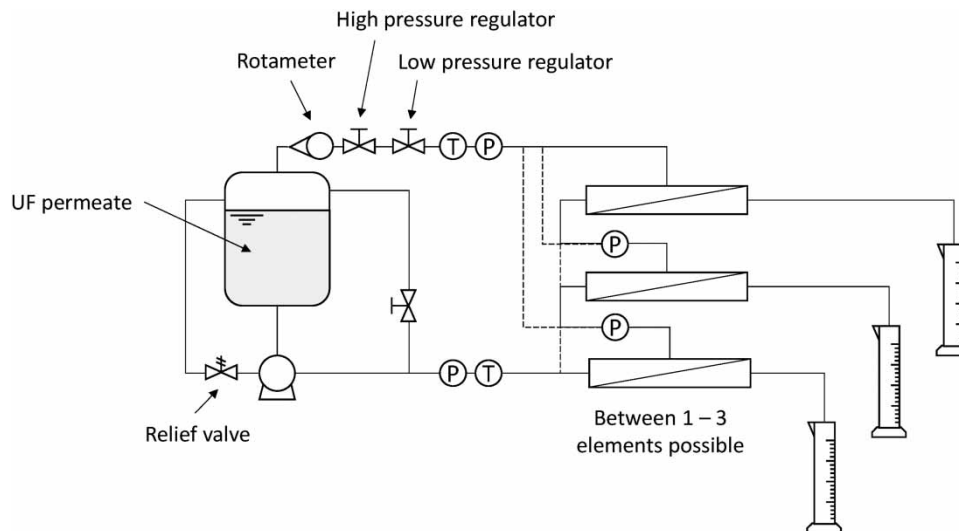 High pressure regulator
Rotameter
Low pressure regulator
T
P
UF permeate
P
P
P
T
Relief valve
Between 1 – 3
elements possible